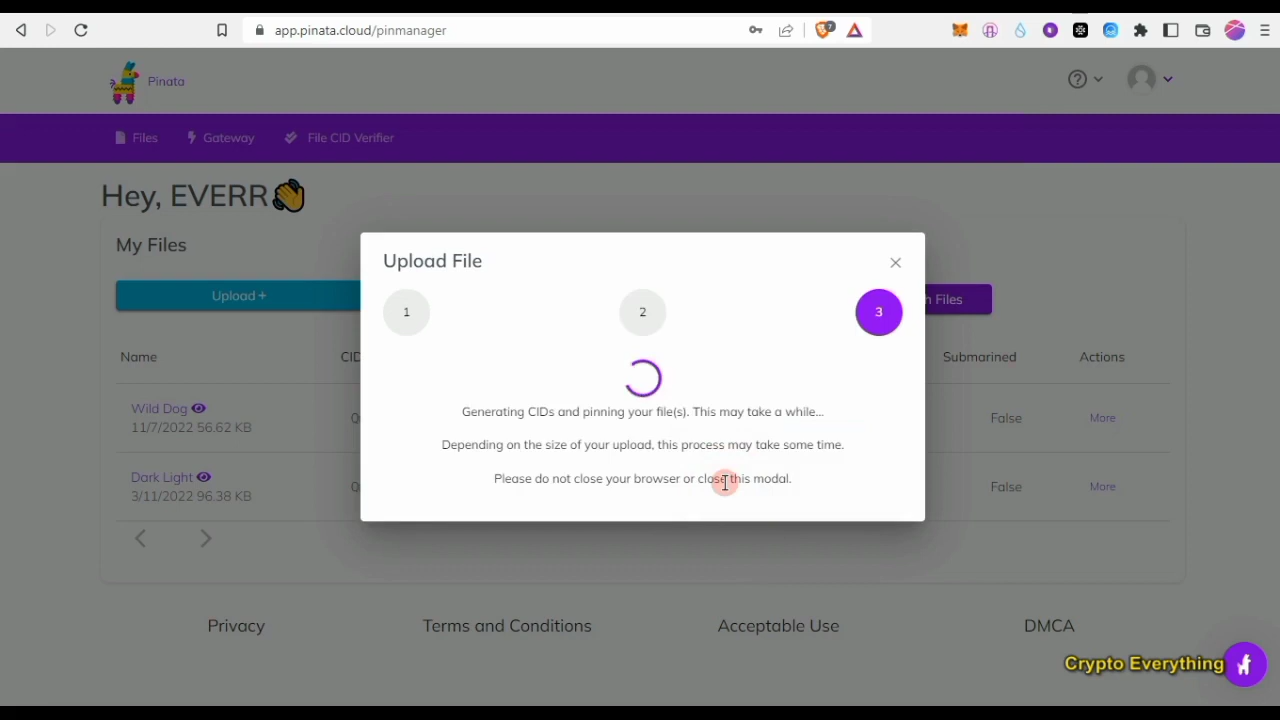 app.pinata.cloud/pinmanager
7
Pinata
Files
Gateway
File CID Verifier
Hey, EVERR
My Files
Upload File
Upload +
1
2
3
h Files
Name
CID
Submarined
Actions
Generating CIDs and pinning your file(s). This may take a while...
Wild Dog
11/7/2022 56.62 KB
False
More
Depending on the size of your upload, this process may take some time.
Please do not close your browser or close this modal.
Dark Light
3/11/2022 96.38 KB
False
More
Privacy
Terms and Conditions
Acceptable Use
DMCA
Crypto Everything